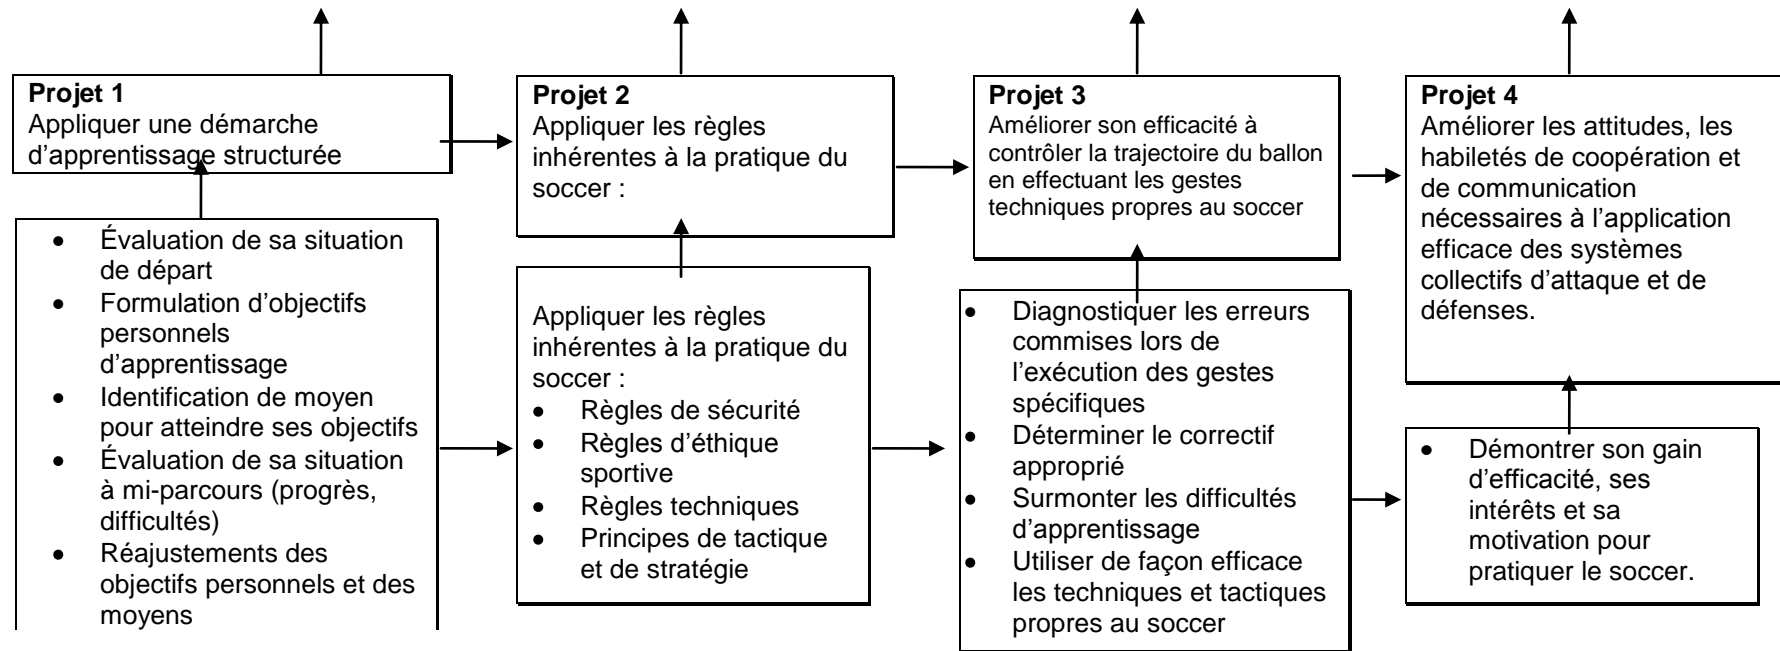 Projet 1
Appliquer une démarche
d'apprentissage structurée
Projet 2
Appliquer les règles
inhérentes à la pratique du
soccer :
Projet 3
Améliorer son efficacité à
contrôler la trajectoire du ballon
en effectuant les gestes
techniques propres au soccer
Projet 4
Améliorer les attitudes, les
habiletés de coopération et
de communication
nécessaires à l'application
efficace des systèmes
collectifs d'attaque et de
défenses.
• Évaluation de sa situation
de départ
• Formulation d'objectifs
personnels
d'apprentissage
• Identification de moyen
pour atteindre ses objectifs
• Évaluation de sa situation
à mi-parcours (progrès,
difficultés)
• Réajustements des
objectifs personnels et des
moyens
Appliquer les règles
inhérentes à la pratique du
soccer :
• Règles de sécurité
• Règles d'éthique
sportive
• Règles techniques
• Principes de tactique
et de stratégie
• Diagnostiquer les erreurs
commises lors de
l'exécution des gestes
spécifiques
• Déterminer le correctif
approprié
• Surmonter les difficultés
d'apprentissage
• Utiliser de façon efficace
les techniques et tactiques
propres au soccer
• Démontrer son gain
d'efficacité, ses
intérêts et sa
motivation pour
pratiquer le soccer.